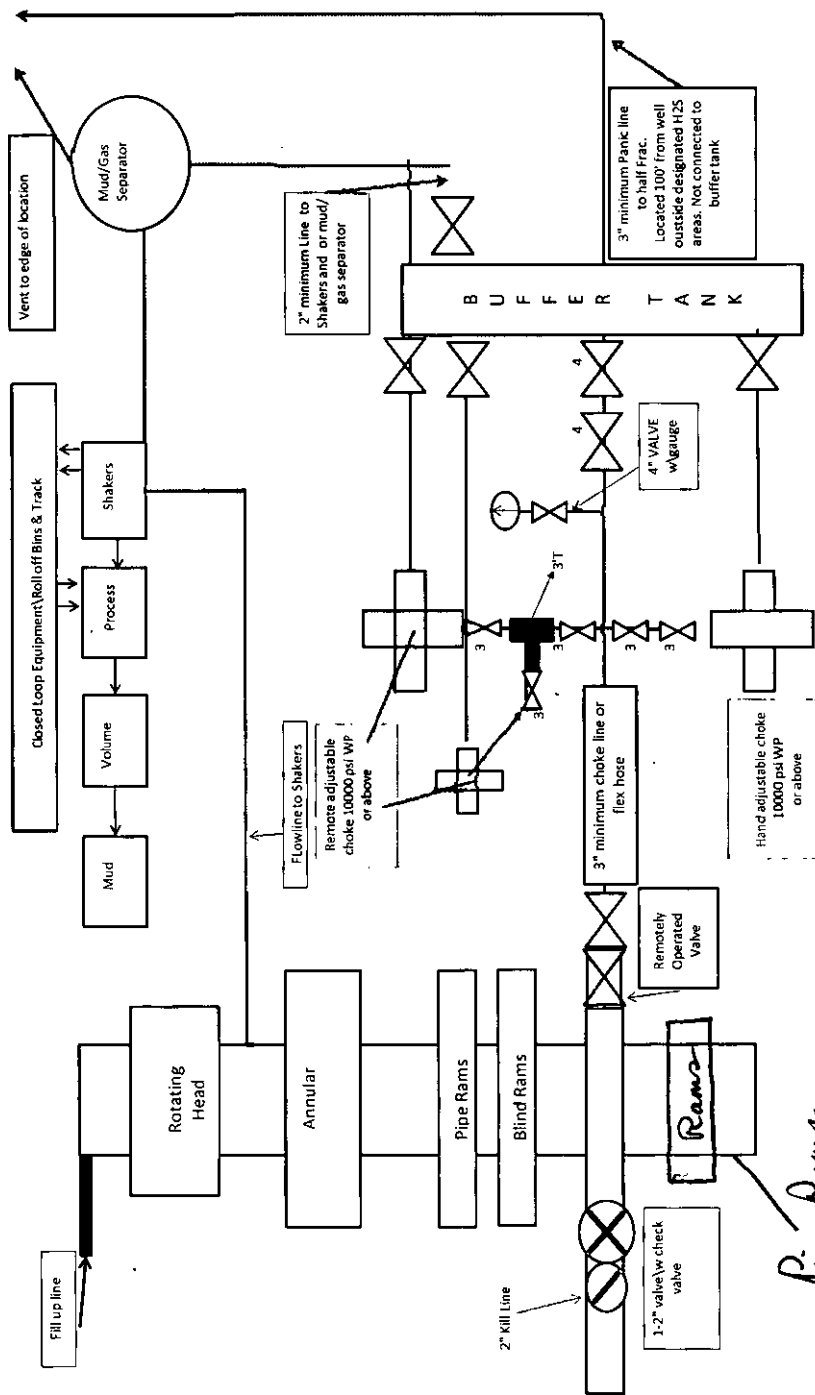 Vent to edge of location
Mud/Gas
Separator
Closed Loop Equipment\Roll off Bins & Track
Shakers
Process
Volume
Mud
Fill up line
Rotating
Head
Annular
Pipe Rams
Blind Rams
Rams
FLowline to Shakers
Remote adjustable
choke 10000 psi WP
or above
2" minimum Line to
Shakers and or mud/
gas separator
B U F F E R T A N K
3" minimum Panic line
to half Frac.
Located 100' from well
oustside designated H2S
areas. Not connected to
buffer tank
4
4
4" VALVE
w\gauge
3'T
3
3
3
3
3
3" minimum choke line or
flex hose
Remotely
Operated
Valve
Hand adjustable choke
10000 psi WP
or above
2" Kill Line
1-2" valve\w check
valve